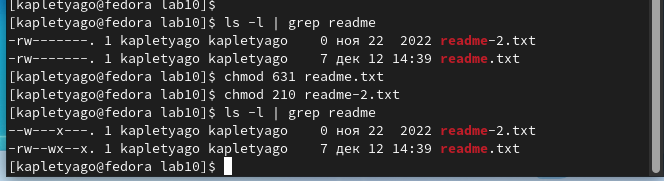 [kapletyago@fedora lab10]$
[kapletyago@fedora lab10]$ ls -l | grep readme
-rw-------. 1 kapletyago kapletyago    0 ноя 22  2022 readme-2.txt
-rw-------. 1 kapletyago kapletyago    7 дек 12 14:39 readme.txt
[kapletyago@fedora lab10]$ chmod 631 readme.txt
[kapletyago@fedora lab10]$ chmod 210 readme-2.txt
[kapletyago@fedora lab10]$ ls -l | grep readme
--w---x---. 1 kapletyago kapletyago    0 ноя 22  2022 readme-2.txt
-rw--wx--x. 1 kapletyago kapletyago    7 дек 12 14:39 readme.txt
[kapletyago@fedora lab10]$